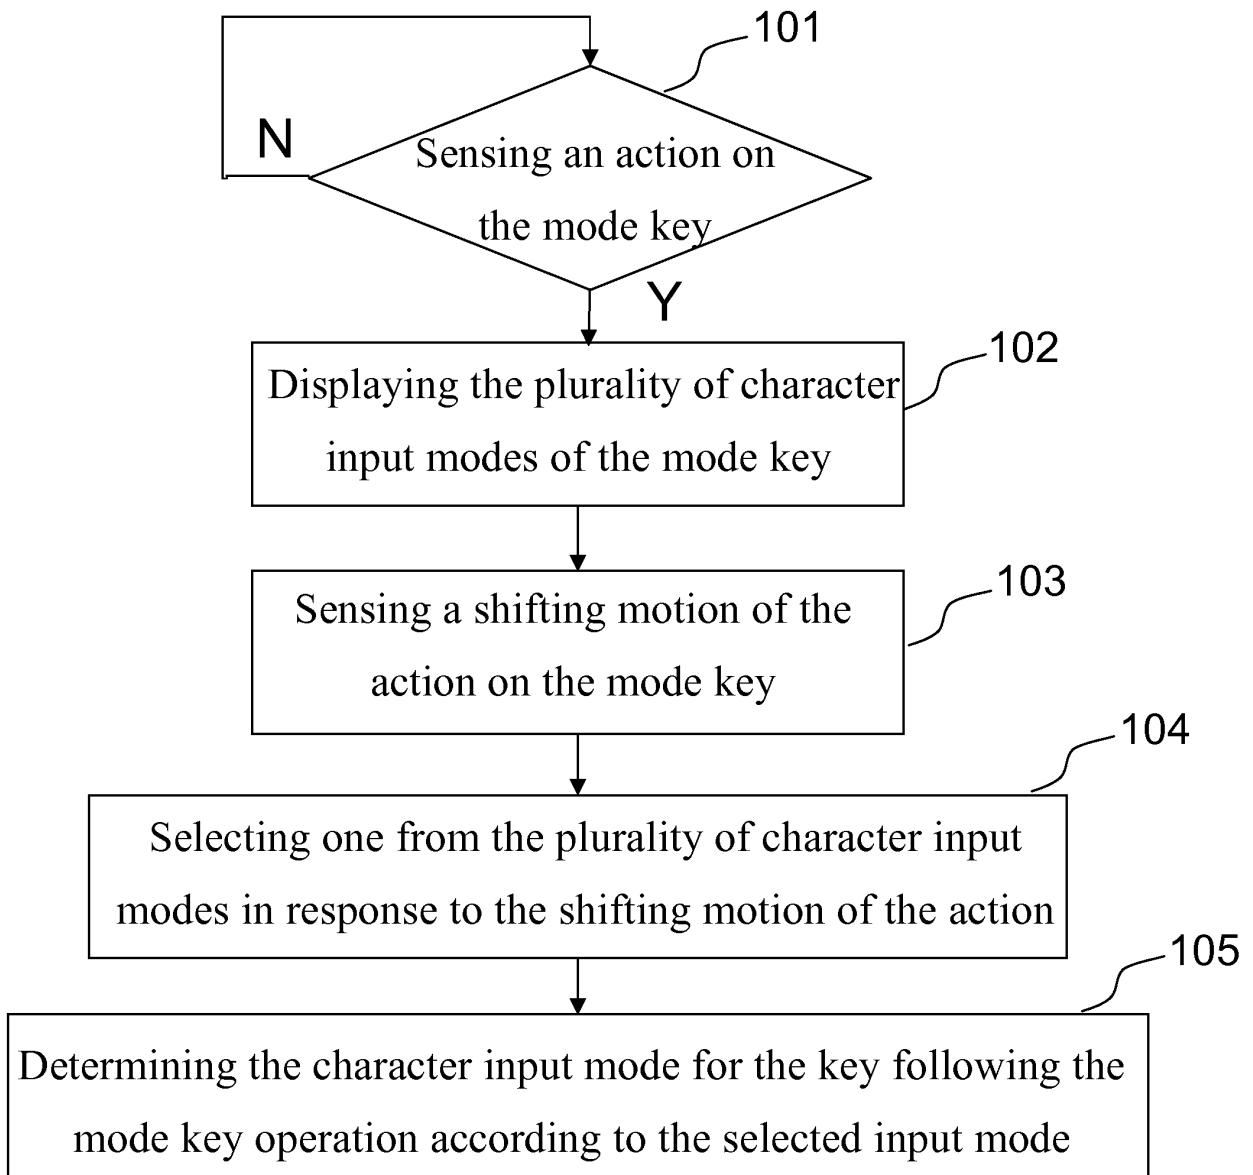 101
N
Sensing an action on
the mode key
Y
102
Displaying the plurality of character
input modes of the mode key
103
Sensing a shifting motion of the
action on the mode key
104
Selecting one from the plurality of character input
modes in response to the shifting motion of the action
105
Determining the character input mode for the key following the
mode key operation according to the selected input mode